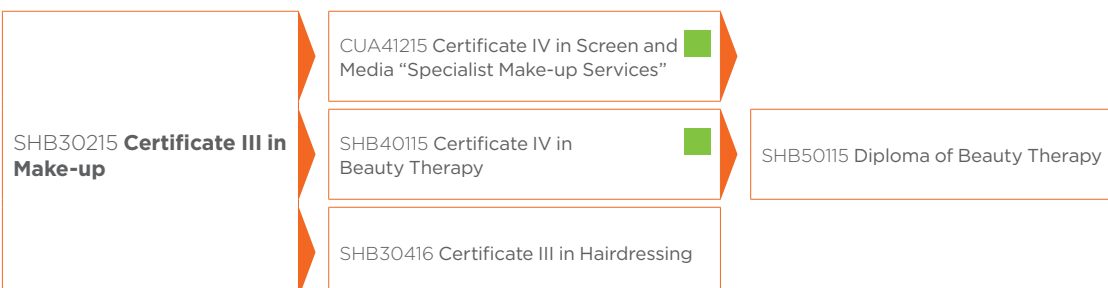 SHB30215 Certificate III in
Make-up
CUA41215 Certificate IV in Screen and
Media “Specialist Make-up Services”
SHB40115 Certificate IV in
Beauty Therapy
SHB30416 Certificate III in Hairdressing
SHB50115 Diploma of Beauty Therapy